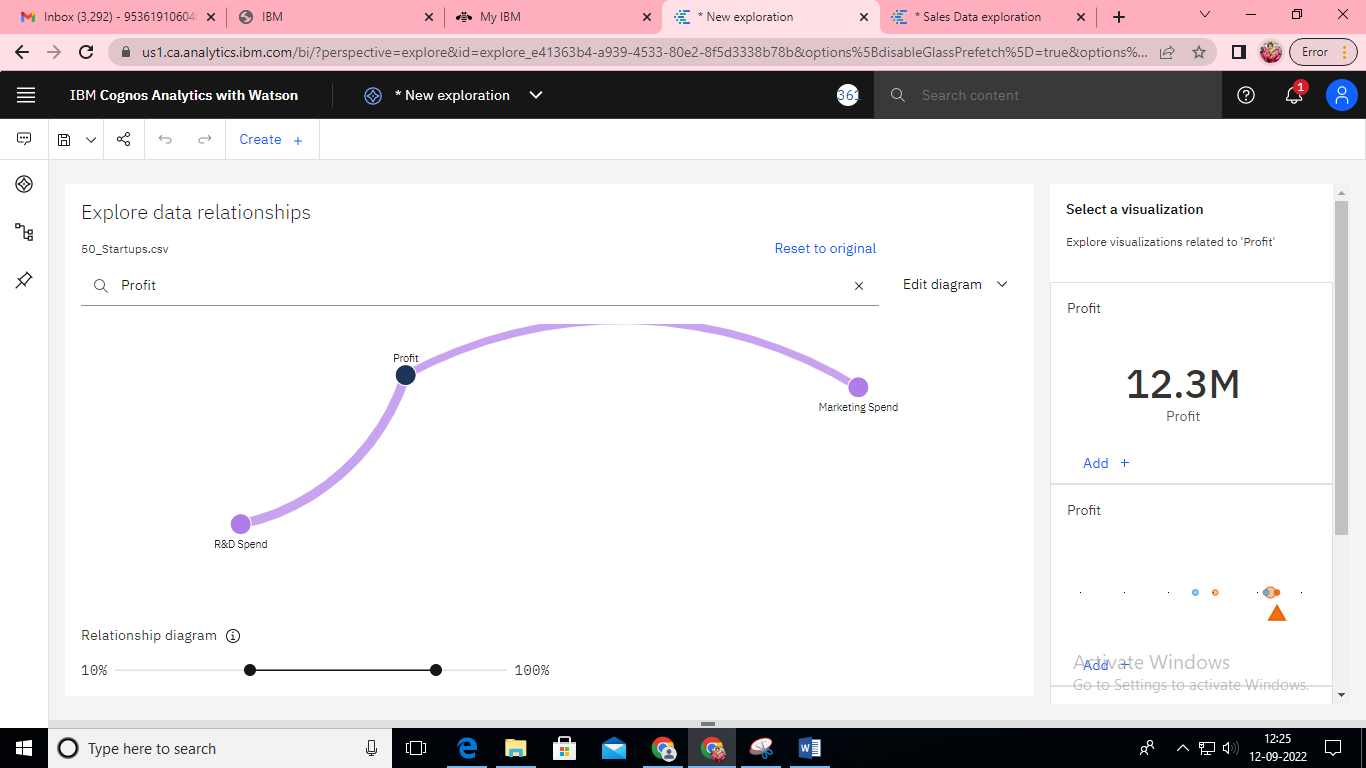 Inbox (3,292) - 95361910604
IBM
My IBM
* New exploration
* Sales Data exploration
us1.ca.analytics.ibm.com/bi/?perspective=explore&id=explore_e41363b4-a939-4533-80e2-8f5d3338b78b&options%5BdisableGlassPrefetch%5D=true&options%...
Error
IBM Cognos Analytics with Watson
* New exploration
361
Search content
1
Create +
Explore data relationships
50_Startups.csv
Reset to original
Profit
Edit diagram
Profit
Marketing Spend
R&D Spend
Relationship diagram
10%
100%
Select a visualization
Explore visualizations related to 'Profit'
Profit
12.3M
Profit
Add +
Profit
Add +
Activate Windows
Go to Settings to activate Windows.
Type here to search
12:25
12-09-2022